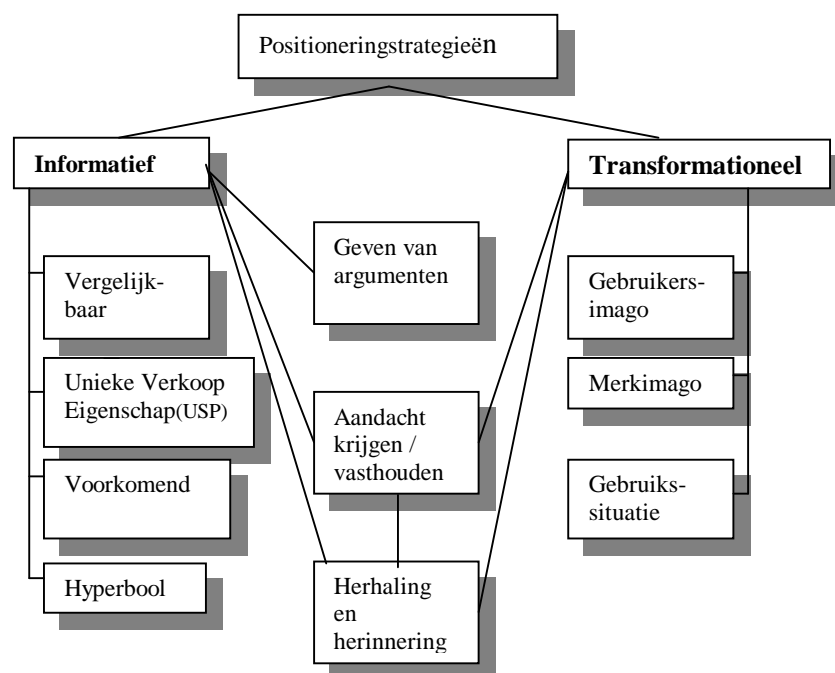 Positioneringstrategieën
Informatief
Transformationeel
Vergelijk-
baar
Unieke Verkoop
Eigenschap(USP)
Voorkomend
Hyperbool
Geven van
argumenten
Aandacht
krijgen /
vasthouden
Herhaling
en
herinnering
Gebruikers-
imago
Merkimago
Gebruiks-
situatie